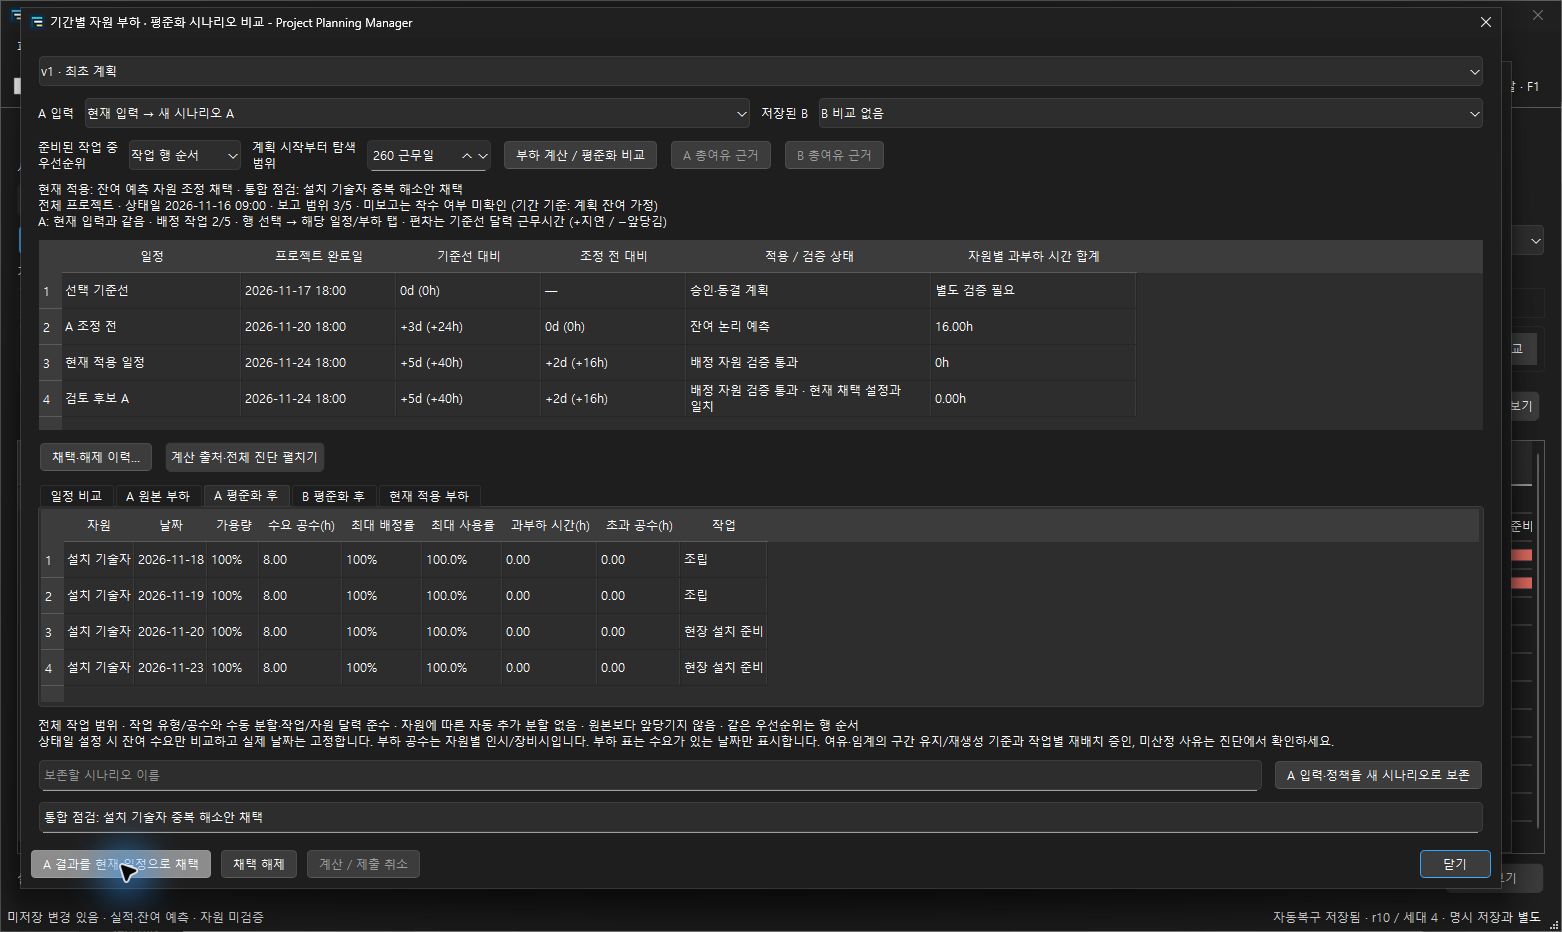 기간별 자원 부하 · 평준화 시나리오 비교 - Project Planning Manager
v1 · 최초 계획
· F1
A 입력 현재 입력 → 새 시나리오 A 저장된 B B 비교 없음
준비된 작업 중 우선순위 작업 행 순서 계획 시작부터 탐색 범위 260 근무일 부하 계산 / 평준화 비교 A 총여유 근거 B 총여유 근거
현재 적용: 잔여 예측 자원 조정 채택 · 통합 점검: 설치 기술자 중복 해소안 채택
전체 프로젝트 · 상태일 2026-11-16 09:00 · 보고 범위 3/5 · 미보고는 착수 여부 미확인 (기간 기준: 계획 잔여 가정)
A: 현재 입력과 같음 · 배정 작업 2/5 · 행 선택 → 해당 일정/부하 탭 · 편차는 기준선 달력 근무시간 (+지연 / −앞당김)
일정 프로젝트 완료일 기준선 대비 조정 전 대비 적용 / 검증 상태 자원별 과부하 시간 합계
1 선택 기준선 2026-11-17 18:00 0d (0h) — 승인·동결 계획 별도 검증 필요
2 A 조정 전 2026-11-20 18:00 +3d (+24h) 0d (0h) 잔여 논리 예측 16.00h
3 현재 적용 일정 2026-11-24 18:00 +5d (+40h) +2d (+16h) 배정 자원 검증 통과 0h
교
4 검토 후보 A 2026-11-24 18:00 +5d (+40h) +2d (+16h) 배정 자원 검증 통과 · 현재 채택 설정과 일치 0.00h
보기
채택·해제 이력... 계산 출처·전체 진단 펼치기
일정 비교 A 원본 부하 A 평준화 후 B 평준화 후 현재 적용 부하
자원 날짜 가용량 수요 공수(h) 최대 배정률 최대 사용률 과부하 시간(h) 초과 공수(h) 작업
준비
1 설치 기술자 2026-11-18 100% 8.00 100% 100.0% 0.00 0.00 조립
2 설치 기술자 2026-11-19 100% 8.00 100% 100.0% 0.00 0.00 조립
3 설치 기술자 2026-11-20 100% 8.00 100% 100.0% 0.00 0.00 현장 설치 준비
4 설치 기술자 2026-11-23 100% 8.00 100% 100.0% 0.00 0.00 현장 설치 준비
전체 작업 범위 · 작업 유형/공수와 수동 분할·작업/자원 달력 준수 · 자원에 따른 자동 추가 분할 없음 · 원본보다 앞당기지 않음 · 같은 우선순위는 행 순서
상태일 설정 시 잔여 수요만 비교하고 실제 날짜는 고정합니다. 부하 공수는 자원별 인시/장비시입니다. 부하 표는 수요가 있는 날짜만 표시합니다. 여유·임계의 구간 유지/재생성 기준과 작업별 재배치 증인, 미산정 사유는 진단에서 확인하세요.
보존할 시나리오 이름 A 입력·정책을 새 시나리오로 보존
통합 점검: 설치 기술자 중복 해소안 채택
A 결과를 현재 일정으로 채택 채택 해제 계산 / 제출 취소 닫기
기
미저장 변경 있음 · 실적·잔여 예측 · 자원 미검증 자동복구 저장됨 · r10 / 세대 4 · 명시 저장과 별도